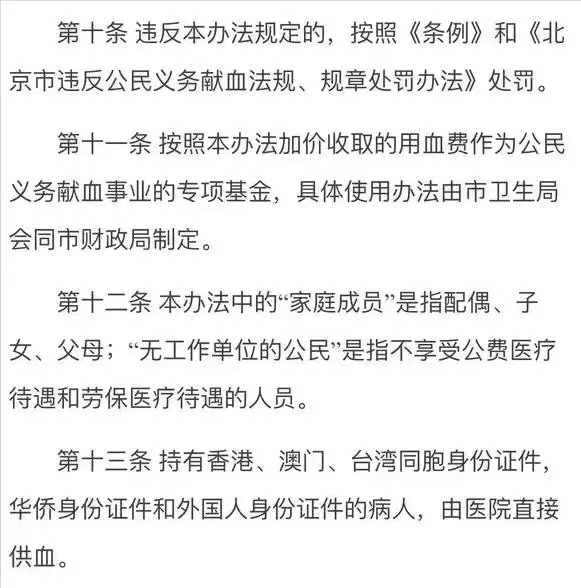 第十条 违反本办法规定的，按照《条例》和《北
京市违反公民义务献血法规、规章处罚办法》处罚。
第十一条 按照本办法加价收取的用血费作为公民
义务献血事业的专项基金，具体使用办法由市卫生局
会同市财政局制定。
第十二条 本办法中的“家庭成员”是指配偶、子
女、父母；“无工作单位的公民”是指不享受公费医疗
待遇和劳保医疗待遇的人员。
第十三条 持有香港、澳门、台湾同胞身份证件，
华侨身份证件和外国人身份证件的病人，由医院直接
供血。